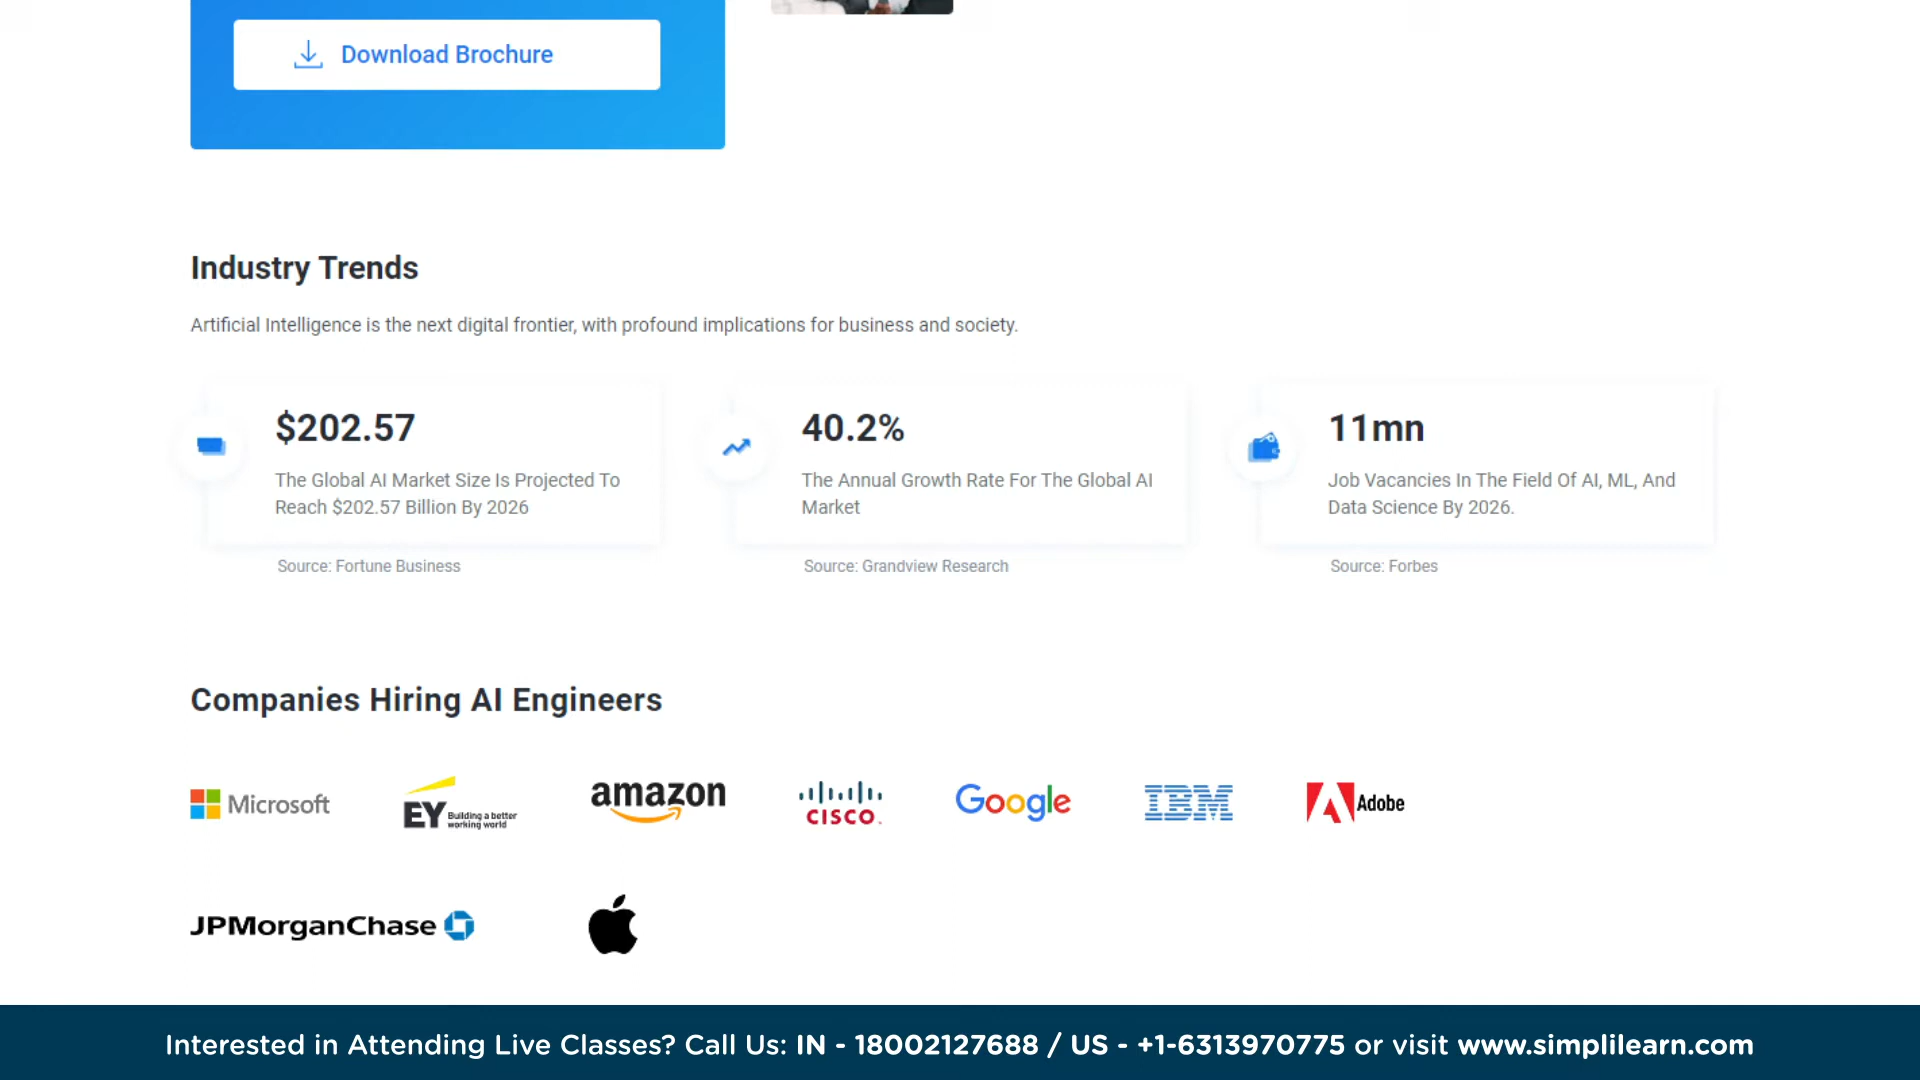 Download Brochure
Industry Trends
Artificial Intelligence is the next digital frontier, with profound implications for business and society.
$202.57
The Global AI Market Size Is Projected To
Reach $202.57 Billion By 2026
Source: Fortune Business
40.2%
The Annual Growth Rate For The Global AI
Market
Source: Grandview Research
11mn
Job Vacancies In The Field Of AI, ML, And
Data Science By 2026.
Source: Forbes
Companies Hiring AI Engineers
Microsoft
EY Building a better
working world
amazon
CISCO.
Google
IBM
Adobe
JPMorganChase
Interested in Attending Live Classes? Call Us: IN - 18002127688 / US - +1-6313970775 or visit www.simplilearn.com